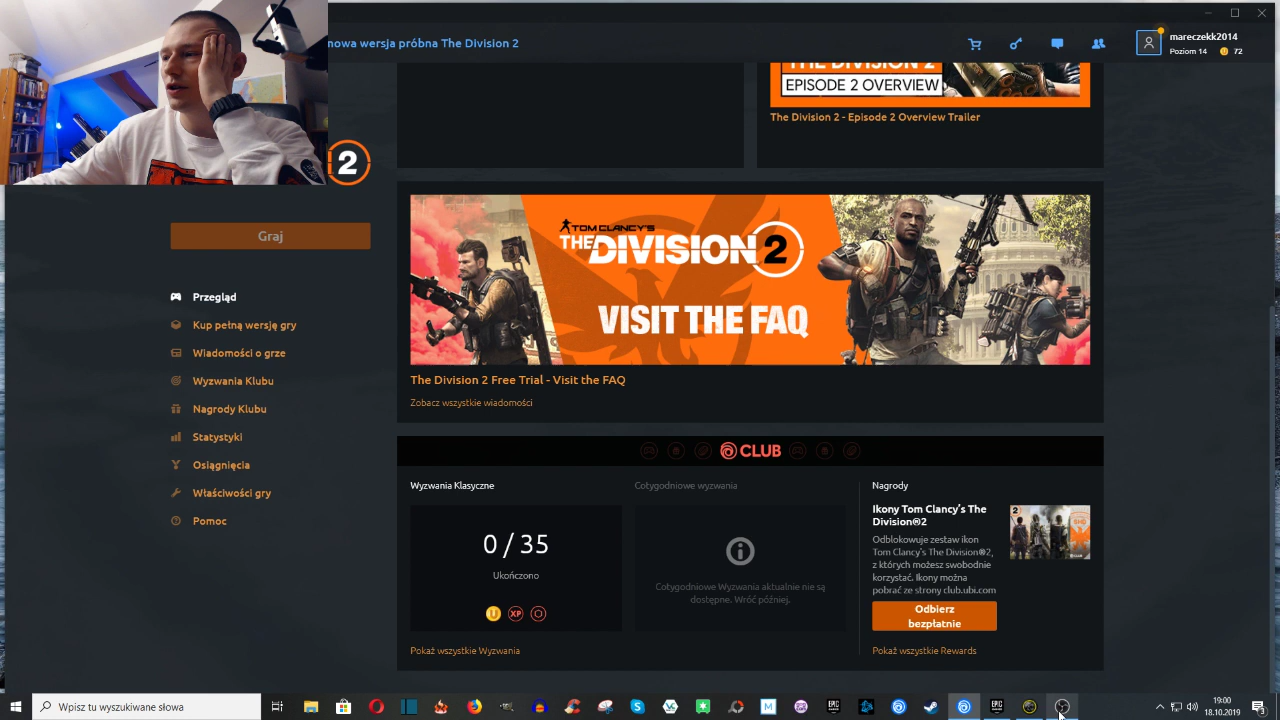 nowa wersja próbna The Division 2
mareczekk2014
Poziom 14
72
THE DIVISION 2
EPISODE 2 OVERVIEW
The Division 2 - Episode 2 Overview Trailer
2
Graj
Przegląd
Kup pełną wersję gry
Wiadomości o grze
Wyzwania Klubu
Nagrody Klubu
Statystyki
Osiągnięcia
Właściwości gry
Pomoc
TOM CLANCY'S
THE DIVISION 2
VISIT THE FAQ
The Division 2 Free Trial - Visit the FAQ
Zobacz wszystkie wiadomości
CLUB
Wyzwania Klasyczne
0 / 35
Ukończono
U XP
Pokaż wszystkie Wyzwania
Cotygodniowe wyzwania
Cotygodniowe Wyzwania aktualnie nie są
dostępne. Wróć później.
Nagrody
Ikony Tom Clancy's The
Division®2
Odblokowuje zestaw ikon
Tom Clancy's The Division®2,
z których możesz swobodnie
korzystać. Ikony można
pobrać ze strony club.ubi.com
Odbierz
bezpłatnie
Pokaż wszystkie Rewards
Wpisz tu wyszukiwane słowa
19:00
18.10.2019